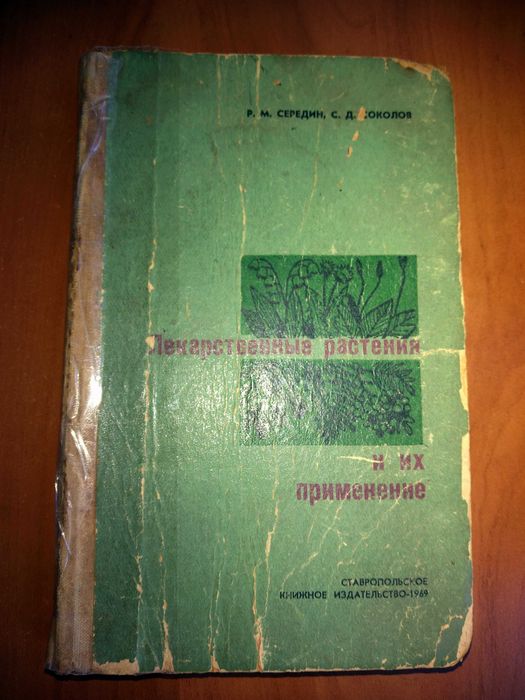 Р. М. СЕРЕДИН, С. Д. СОКОЛОВ
Лекарственные растения
и их
применение
СТАВРОПОЛЬСКОЕ
КНИЖНОЕ ИЗДАТЕЛЬСТВО-1969